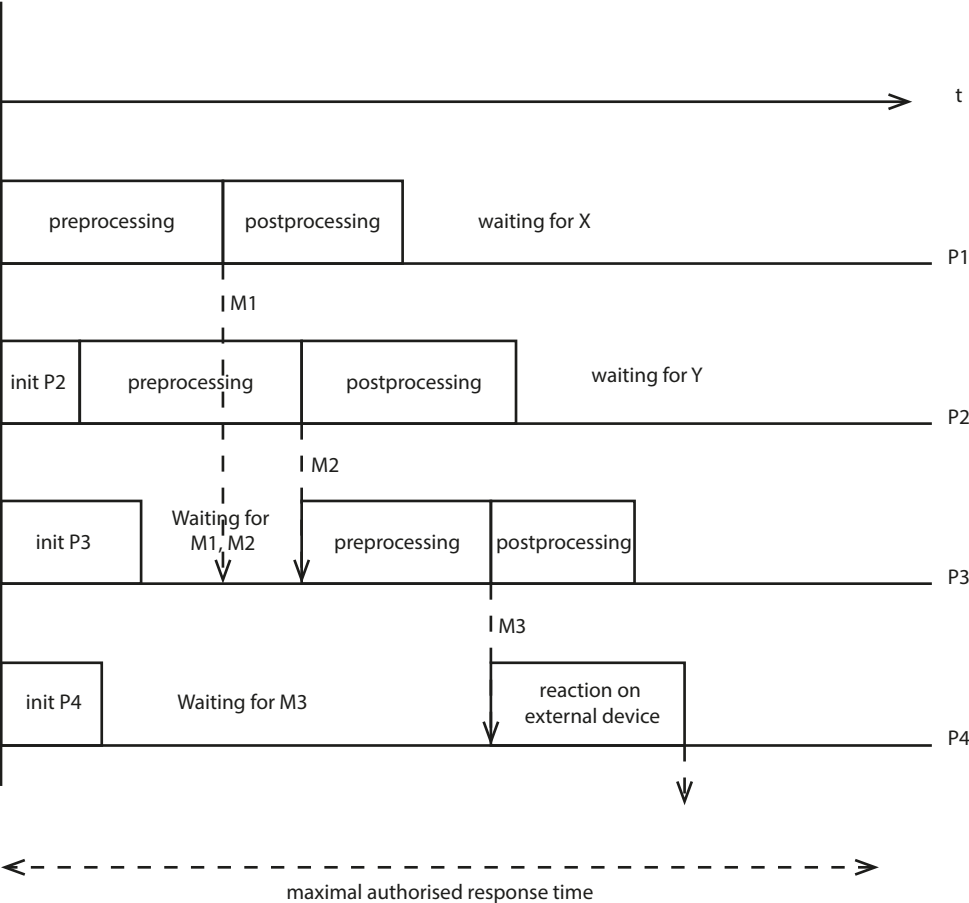 t
preprocessing
postprocessing
waiting for X
P1
M1
init P2
preprocessing
postprocessing
waiting for Y
P2
M2
init P3
Waiting for
M1, M2
preprocessing
postprocessing
P3
M3
init P4
Waiting for M3
reaction on
external device
P4
maximal authorised response time